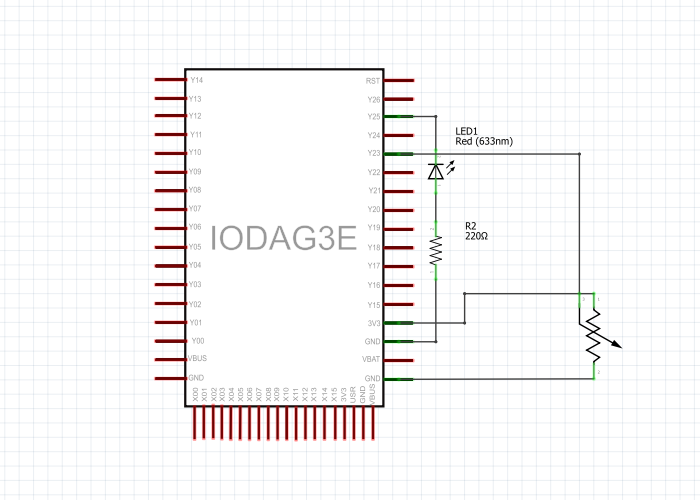 Y14
Y13
Y12
Y11
Y10
Y09
Y08
Y07
Y06
Y05
Y04
Y03
Y02
Y01
Y00
VBUS
GND
IODAG3E
RST
Y26
Y25
Y24
Y23
Y22
Y21
Y20
Y19
Y18
Y17
Y16
Y15
3V3
GND
VBAT
GND
X00
X01
X02
X03
X04
X05
X06
X07
X08
X09
X10
X11
X12
X13
X14
X15
3V3
USR
GND
VBUS
LED1
Red (633nm)
R2
220Ω